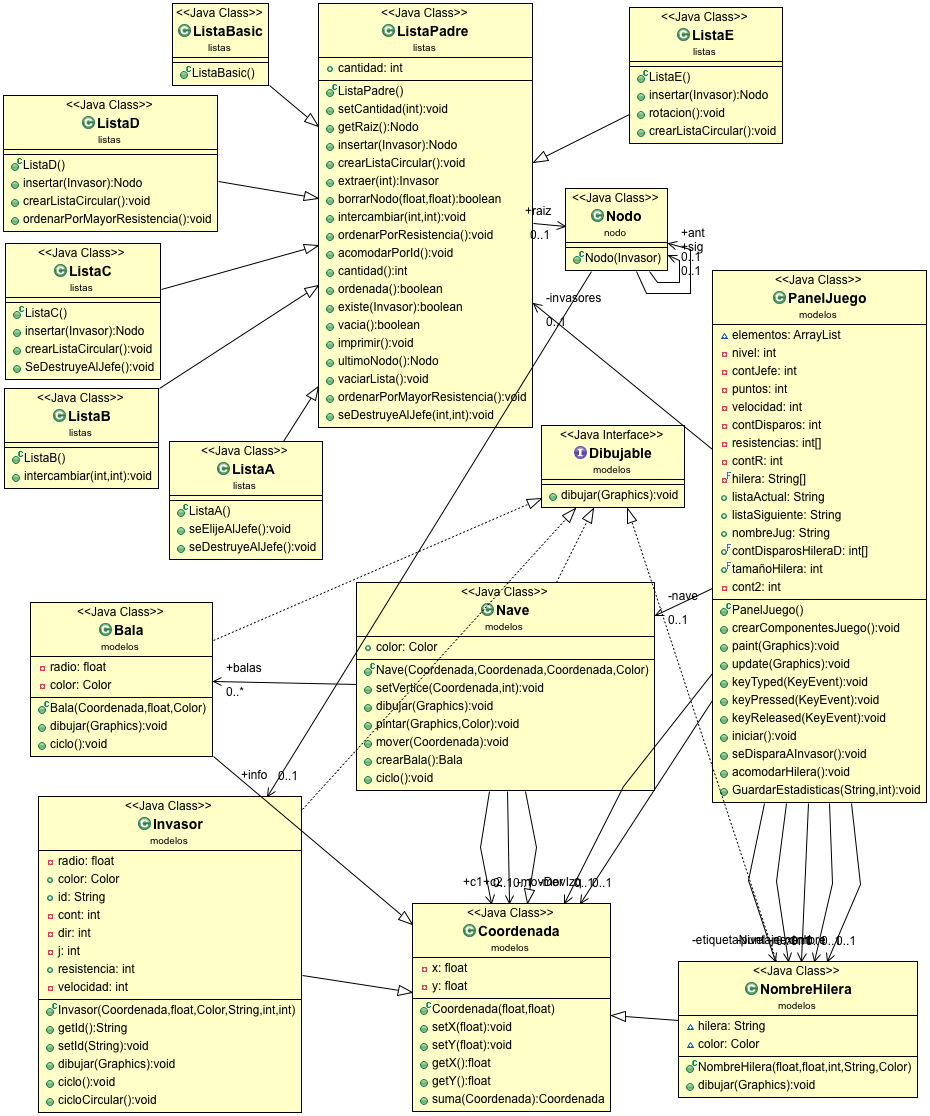 <<Java Class>>
ListaBasic
listas
ListaBasic()
<<Java Class>>
ListaPadre
listas
cantidad: int
ListaPadre()
setCantidad(int):void
getRaiz():Nodo
insertar(Invasor):Nodo
crearListaCircular():void
extraer(int):Invasor
borrarNodo(float,float):boolean
intercambiar(int,int):void
ordenarPorResistencia():void
acomodarPorId():void
cantidad():int
ordenada():boolean
existe(Invasor):boolean
vacia():boolean
imprimir():void
ultimoNodo():Nodo
vaciarLista():void
ordenarPorMayorResistencia():void
seDestruyeAlJefe(int,int):void
<<Java Class>>
ListaE
listas
ListaE()
insertar(Invasor):Nodo
rotacion():void
crearListaCircular():void
<<Java Class>>
ListaD
listas
ListaD()
insertar(Invasor):Nodo
crearListaCircular():void
ordenarPorMayorResistencia():void
<<Java Class>>
ListaC
listas
ListaC()
insertar(Invasor):Nodo
crearListaCircular():void
SeDestruyeAlJefe():void
<<Java Class>>
ListaB
listas
ListaB()
intercambiar(int,int):void
<<Java Class>>
ListaA
listas
ListaA()
seElijeAlJefe():void
seDestruyeAlJefe():void
+raiz
0..1
<<Java Class>>
Nodo
nodo
Nodo(Invasor)
+ant
+sig
0..1
0..1
-invasores
0..1
<<Java Class>>
PanelJuego
modelos
elementos: ArrayList
nivel: int
contJefe: int
puntos: int
velocidad: int
contDisparos: int
resistencias: int[]
contR: int
hilera: String[]
listaActual: String
listaSiguiente: String
nombreJug: String
contDisparosHileraD: int[]
tamañoHilera: int
cont2: int
PanelJuego()
crearComponentesJuego():void
paint(Graphics):void
update(Graphics):void
keyTyped(KeyEvent):void
keyPressed(KeyEvent):void
keyReleased(KeyEvent):void
iniciar():void
seDisparaAInvasor():void
acomodarHilera():void
GuardarEstadisticas(String,int):void
<<Java Interface>>
Dibujable
modelos
dibujar(Graphics):void
<<Java Class>>
Bala
modelos
radio: float
color: Color
Bala(Coordenada,float,Color)
dibujar(Graphics):void
ciclo():void
+balas
0..*
<<Java Class>>
Nave
modelos
color: Color
Nave(Coordenada,Coordenada,Coordenada,Color)
setVertice(Coordenada,int):void
dibujar(Graphics):void
pintar(Graphics,Color):void
mover(Coordenada):void
crearBala():Bala
ciclo():void
-nave
0..1
+info
0..1
<<Java Class>>
Invasor
modelos
radio: float
color: Color
id: String
cont: int
dir: int
j: int
resistencia: int
velocidad: int
Invasor(Coordenada,float,Color,String,int,int)
getId():String
setId(String):void
dibujar(Graphics):void
ciclo():void
cicloCircular():void
+c1
0..1
<<Java Class>>
Coordenada
modelos
x: float
y: float
Coordenada(float,float)
setX(float):void
setY(float):void
getX():float
getY():float
suma(Coordenada):Coordenada
0..1
<<Java Class>>
NombreHilera
modelos
hilera: String
color: Color
NombreHilera(float,float,int,String,Color)
dibujar(Graphics):void